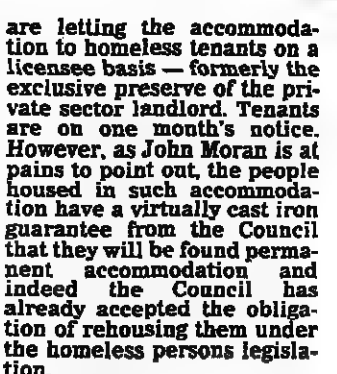 are letting the accommoda-
tion to homeless tenants on a
licensee basis — formerly the
exclusive preserve of the pri-
vate sector landlord. Tenants
are on one month's notice.
However, as John Moran is at
pains to point out, the people
housed in such accommoda-
tion have a virtually cast iron
guarantee from the Council
that they will be found perma-
nent accommodation and
indeed the Council has
already accepted the obliga-
tion of rehousing them under
the homeless persons legisla-
tion